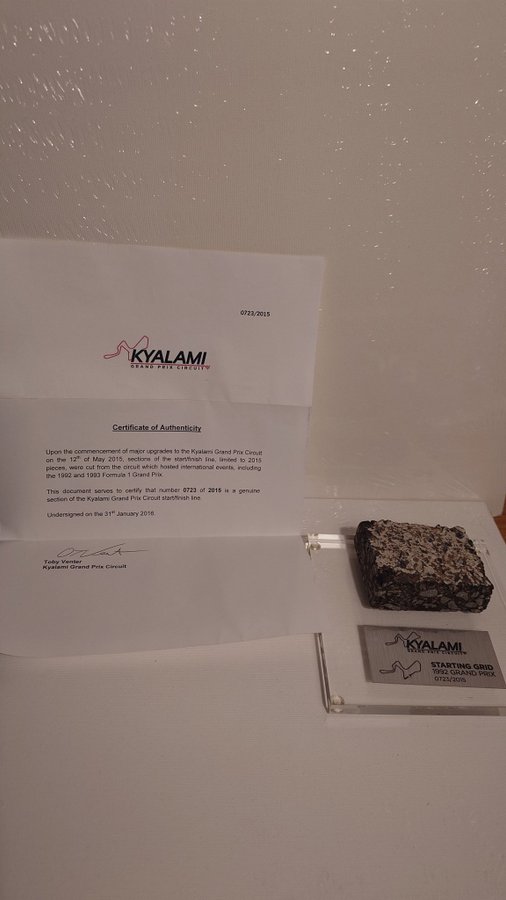 0723/2015
KYALAMI
GRAND PRIX CIRCUIT
Certificate of Authenticity
Upon the commencement of major upgrades to the Kyalami Grand Prix Circuit
on the 12th of May 2015, sections of the start/finish line, limited to 2015
pieces, were cut from the circuit which hosted international events, including
the 1992 and 1993 Formula 1 Grand Prix.
This document serves to certify that number 0723 of 2015 is a genuine
section of the Kyalami Grand Prix Circuit start/finish line.
Undersigned on the 31st January 2016.
Toby Venter
Kyalami Grand Prix Circuit
KYALAMI
GRAND PRIX CIRCUIT
STARTING GRID
1992 GRAND PRIX
0723/2015